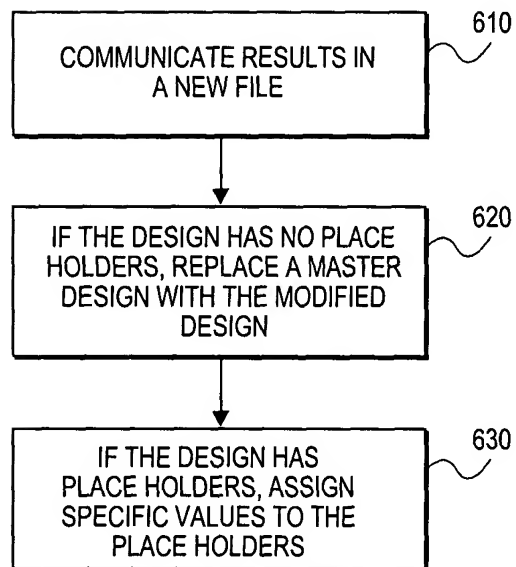 610
COMMUNICATE RESULTS IN
A NEW FILE
620
IF THE DESIGN HAS NO PLACE
HOLDERS, REPLACE A MASTER
DESIGN WITH THE MODIFIED
DESIGN
630
IF THE DESIGN HAS
PLACE HOLDERS, ASSIGN
SPECIFIC VALUES TO THE
PLACE HOLDERS